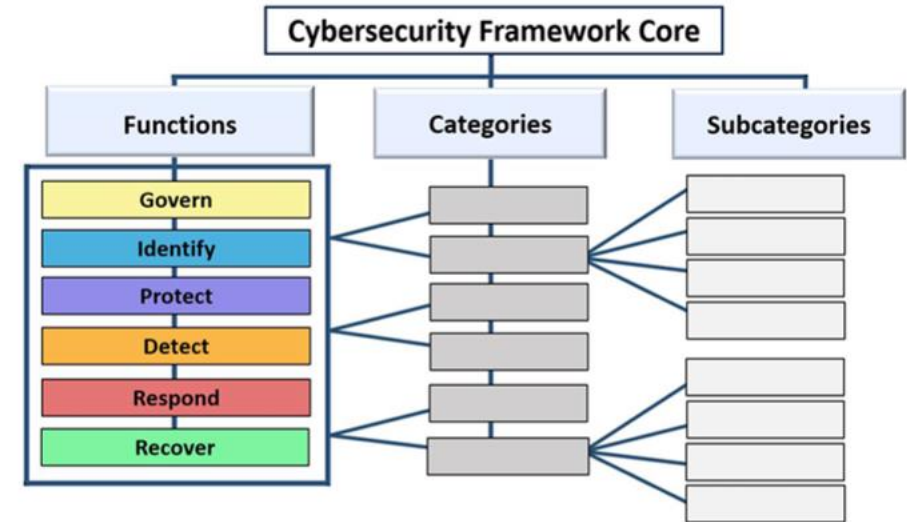 Cybersecurity Framework Core
Functions
Categories
Subcategories
Govern
Identify
Protect
Detect
Respond
Recover